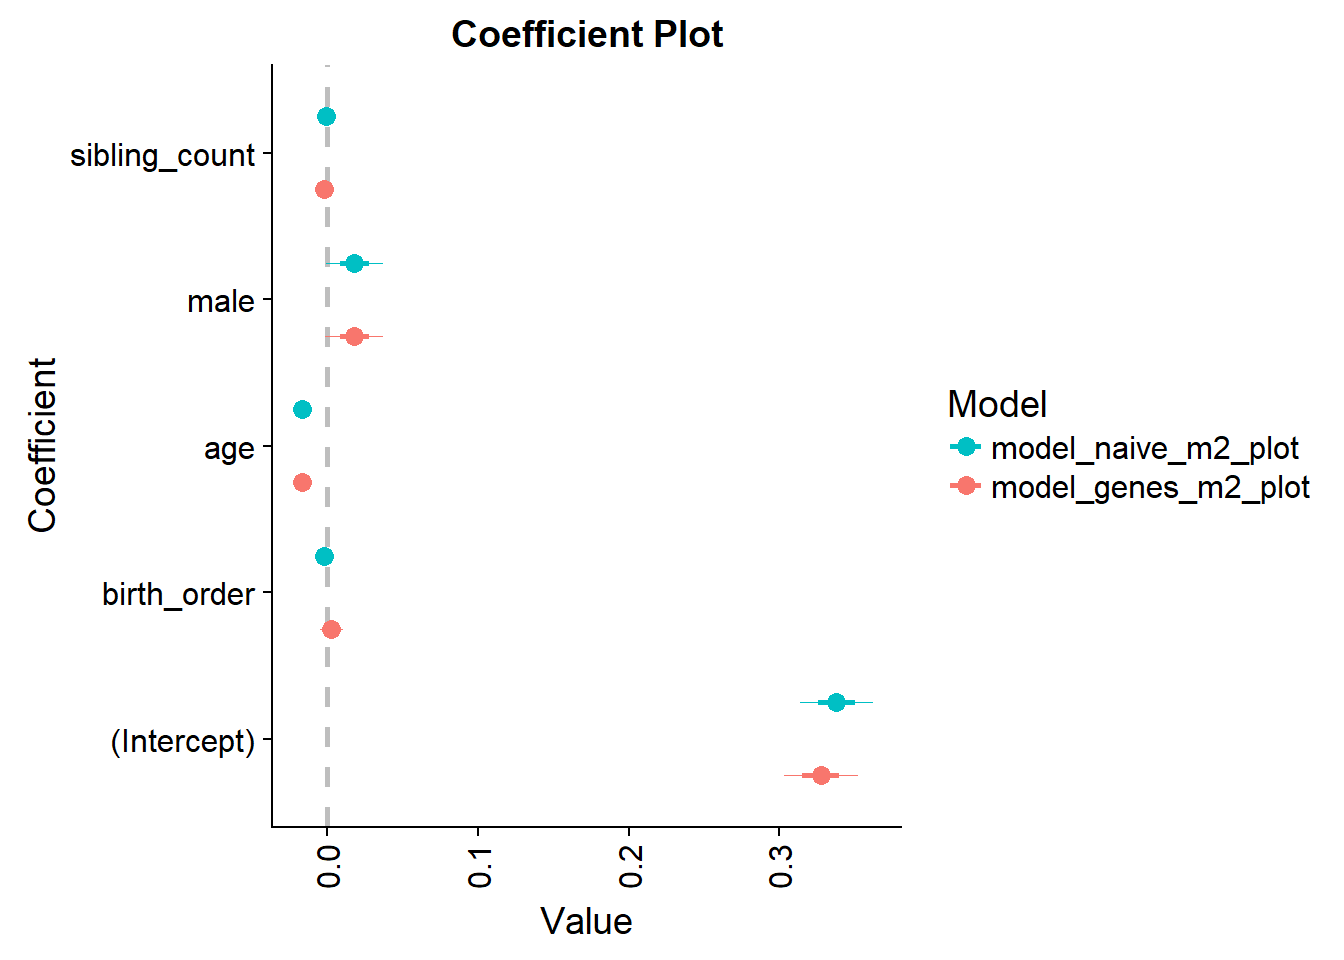 Coefficient Plot
sibling_count
male
age
birth_order
(Intercept)
Coefficient
0.0
0.1
0.2
0.3
Value
Model
model_naive_m2_plot
model_genes_m2_plot